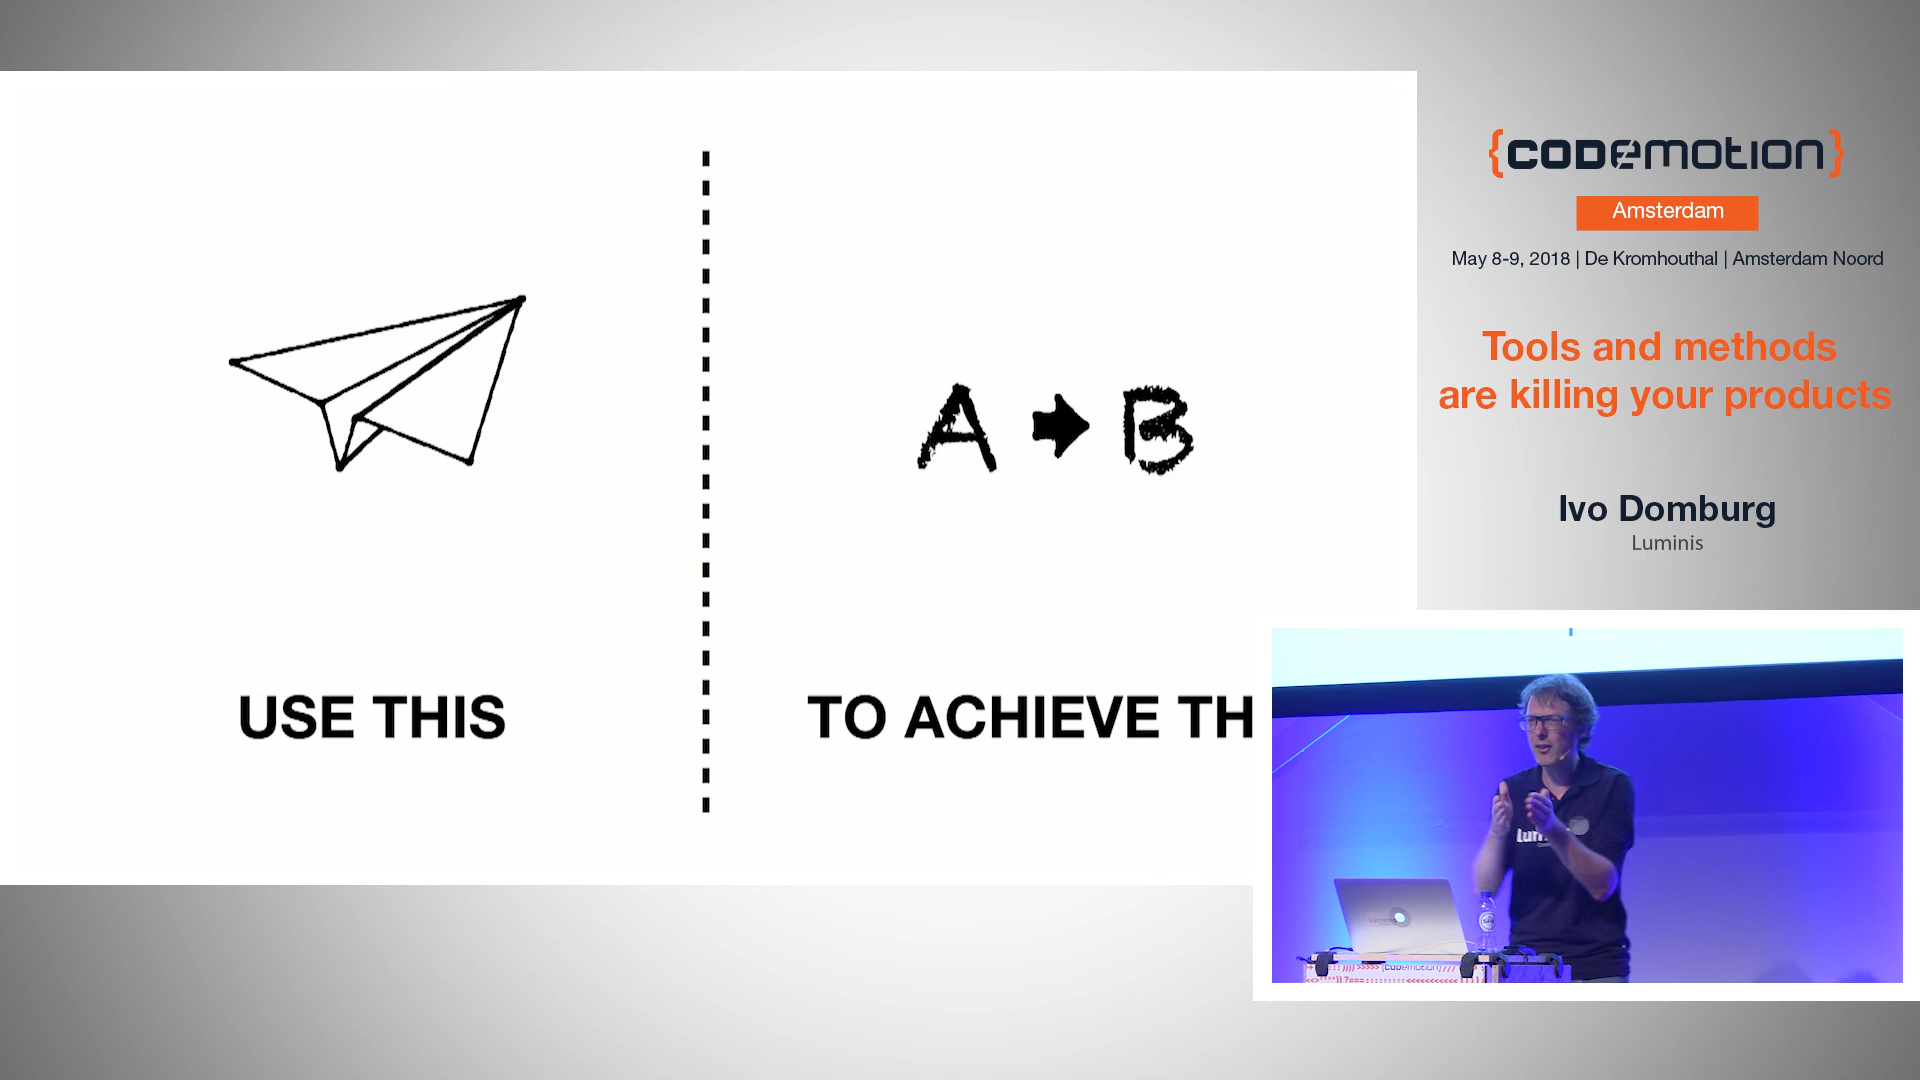 A → B
USE THIS
TO ACHIEVE TH
{CODEMOTION}
Amsterdam
May 8-9, 2018 | De Kromhouthal | Amsterdam Noord
Tools and methods
are killing your products
Ivo Domburg
Luminis